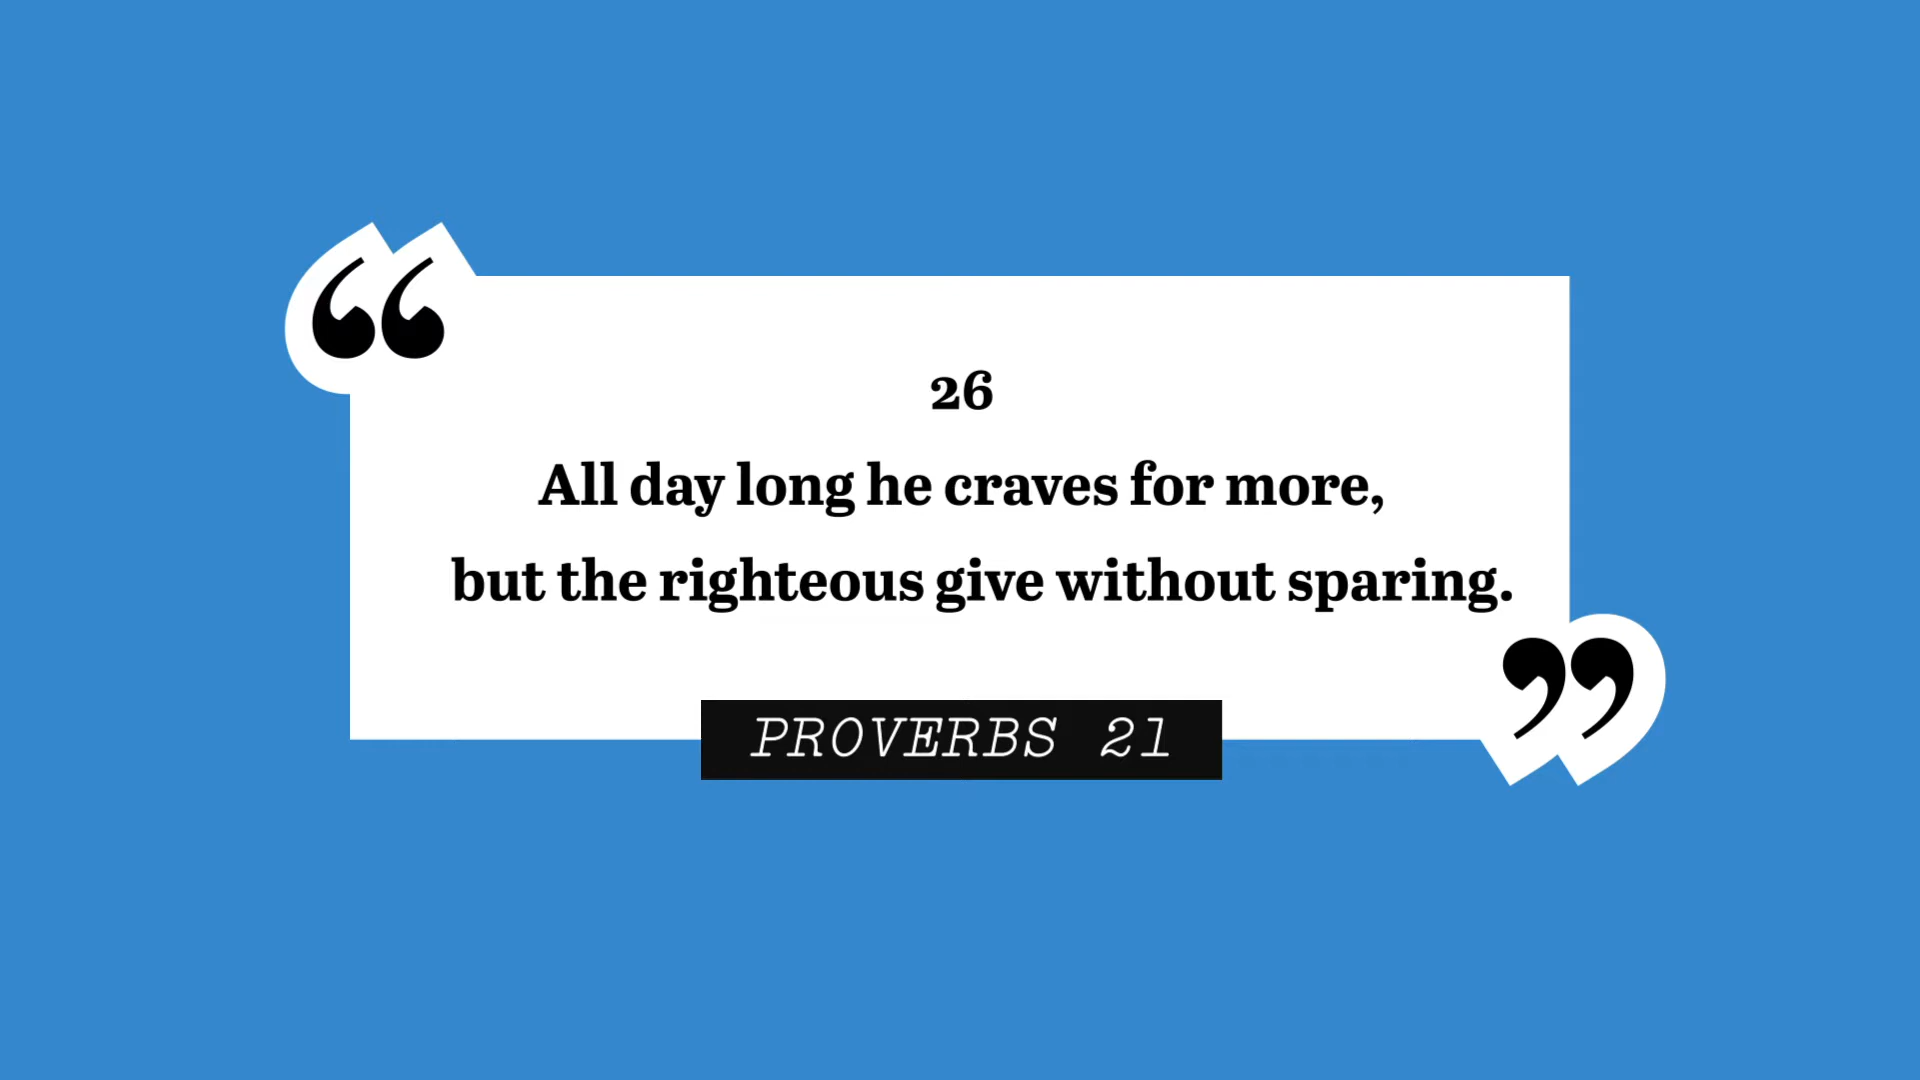 “
26
All day long he craves for more,
but the righteous give without sparing.
”
PROVERBS 21